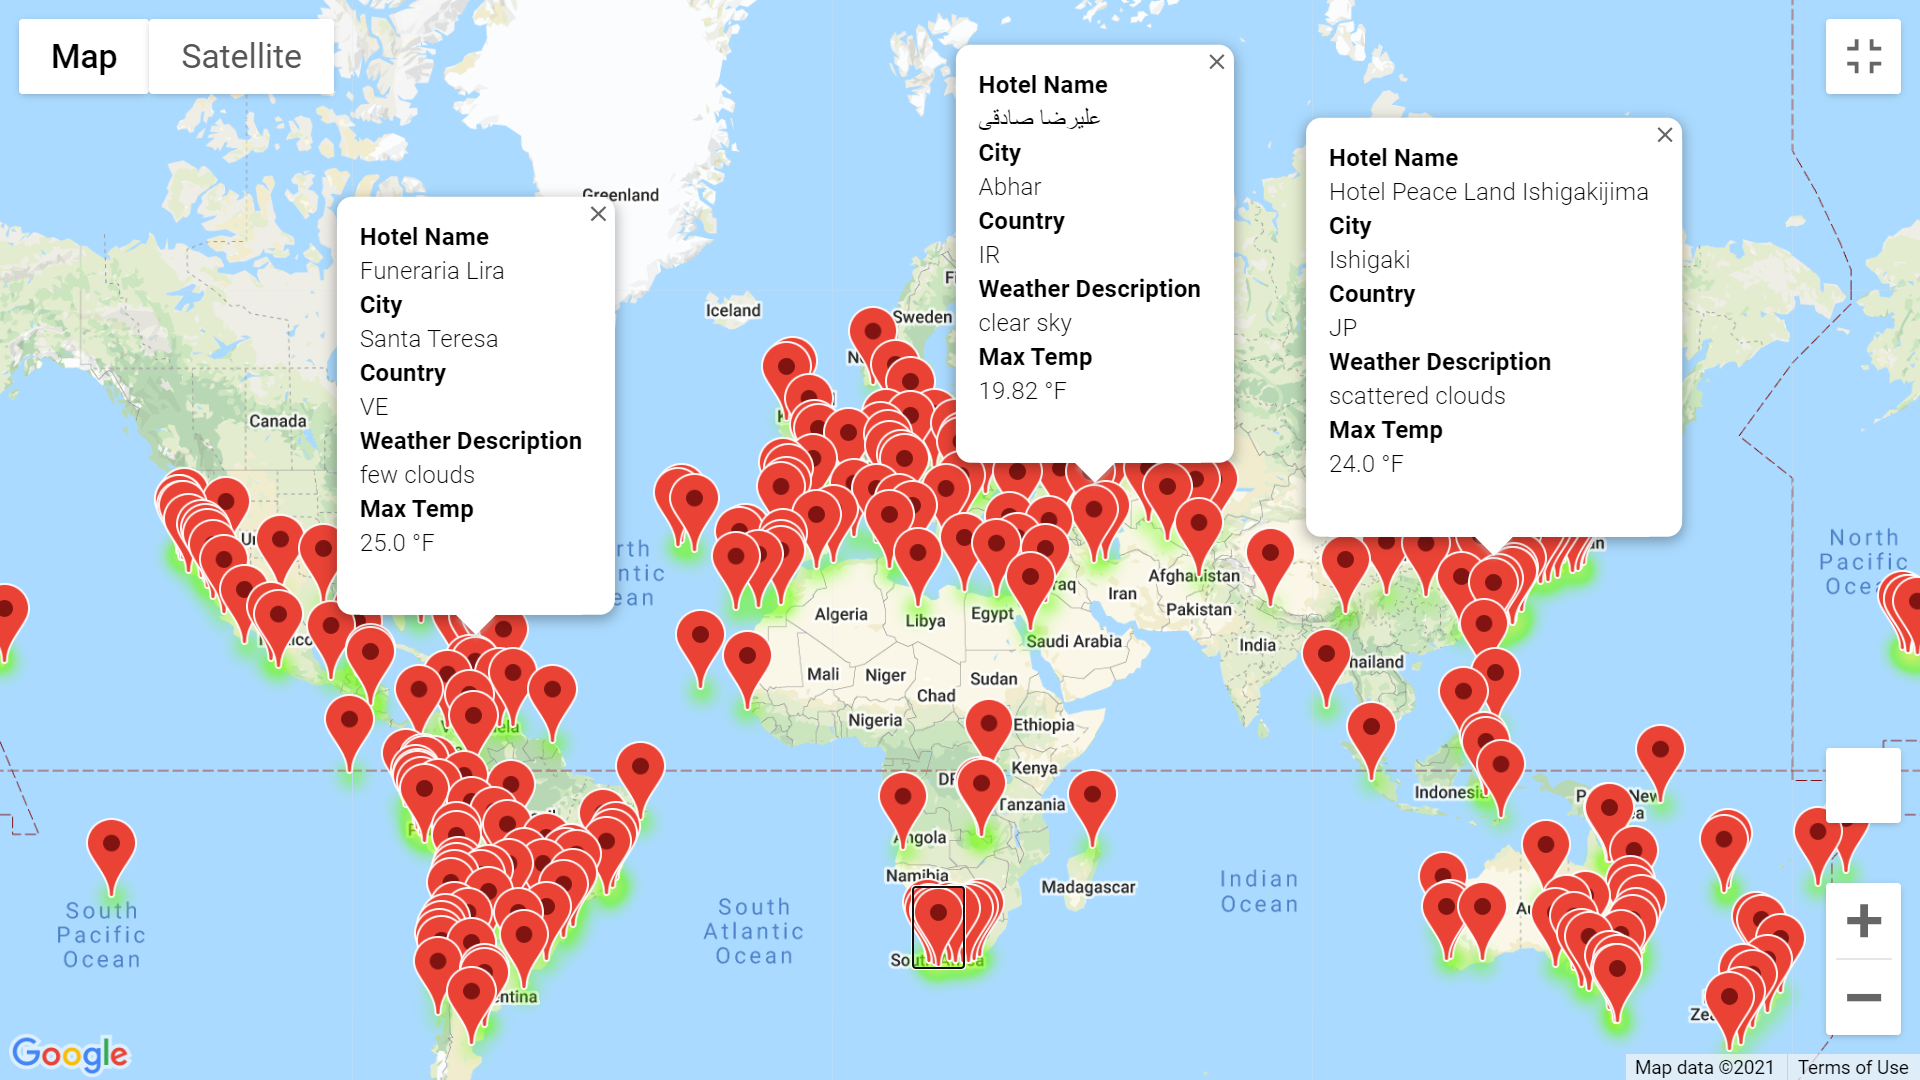 Map
Satellite
Hotel Name
Funeraria Lira
City
Santa Teresa
Country
VE
Weather Description
few clouds
Max Temp
25.0 °F
Hotel Name
علیرضا صادقی
City
Abhar
Country
IR
Weather Description
clear sky
Max Temp
19.82 °F
Hotel Name
Hotel Peace Land Ishigakijima
City
Ishigaki
Country
JP
Weather Description
scattered clouds
Max Temp
24.0 °F
Greenland
Iceland
Sweden
Canada
North
Pacific
Afghanistan
Iran
Pakistan
India
Algeria
Libya
Egypt
Saudi Arabia
Mali
Niger
Chad
Sudan
Nigeria
Ethiopia
Kenya
Tanzania
Angola
Namibia
Madagascar
Indonesia
South
Pacific
Ocean
South
Atlantic
Ocean
Indian
Ocean
Google
Map data ©2021
Terms of Use